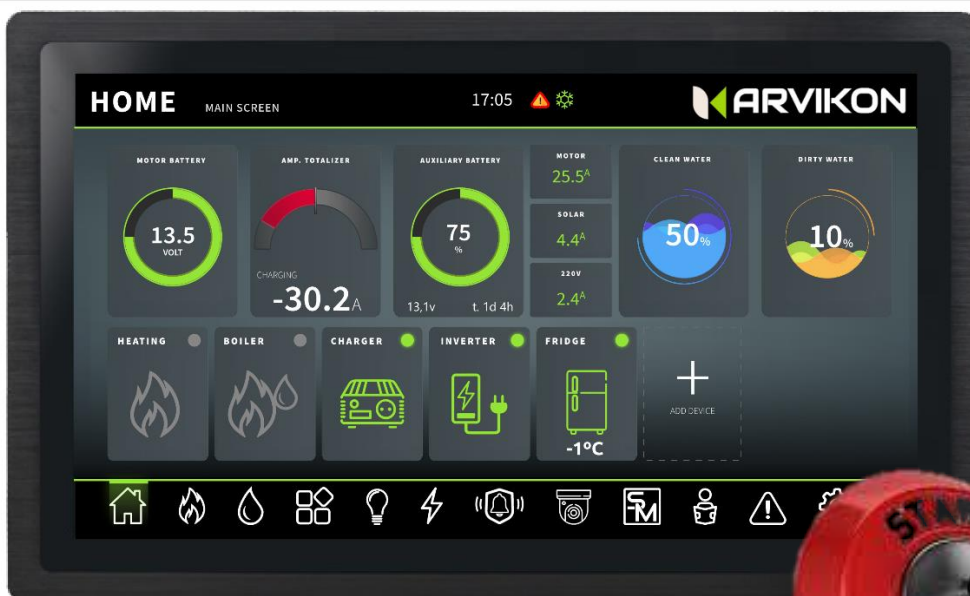 HOME MAIN SCREEN 17:05 ARVIKON
MOTOR BATTERY
13.5
VOLT
AMP. TOTALIZER
CHARGING
-30.2A
AUXILIARY BATTERY
75
%
13,1v t. 1d 4h
MOTOR
25.5A
SOLAR
4.4A
220V
2.4A
CLEAN WATER
50%
DIRTY WATER
10%
HEATING
BOILER
CHARGER
INVERTER
FRIDGE
-1ºC
ADD DEVICE
SM